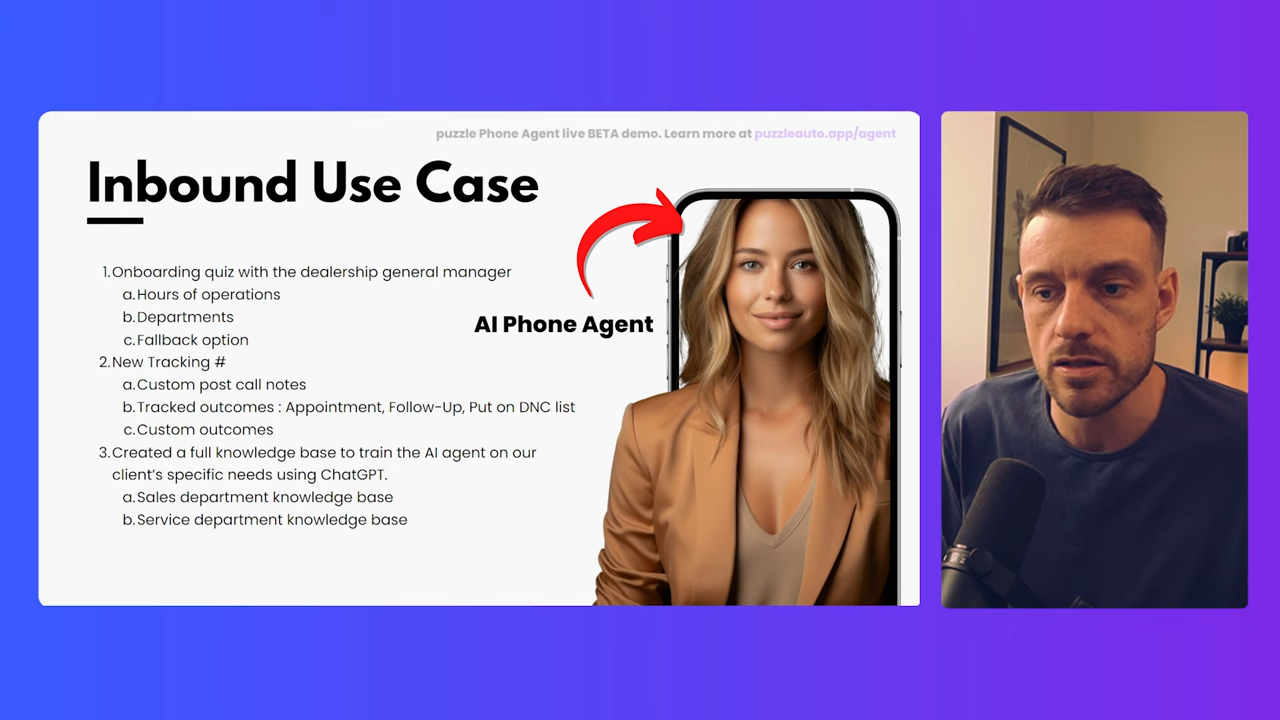 puzzle Phone Agent live BETA demo. Learn more at puzzleauto.app/agent
Inbound Use Case
1. Onboarding quiz with the dealership general manager
a. Hours of operations
b. Departments
c. Fallback option
2. New Tracking #
a. Custom post call notes
b. Tracked outcomes : Appointment, Follow-Up, Put on DNC list
c. Custom outcomes
3. Created a full knowledge base to train the AI agent on our
client's specific needs using ChatGPT.
a. Sales department knowledge base
b. Service department knowledge base
AI Phone Agent